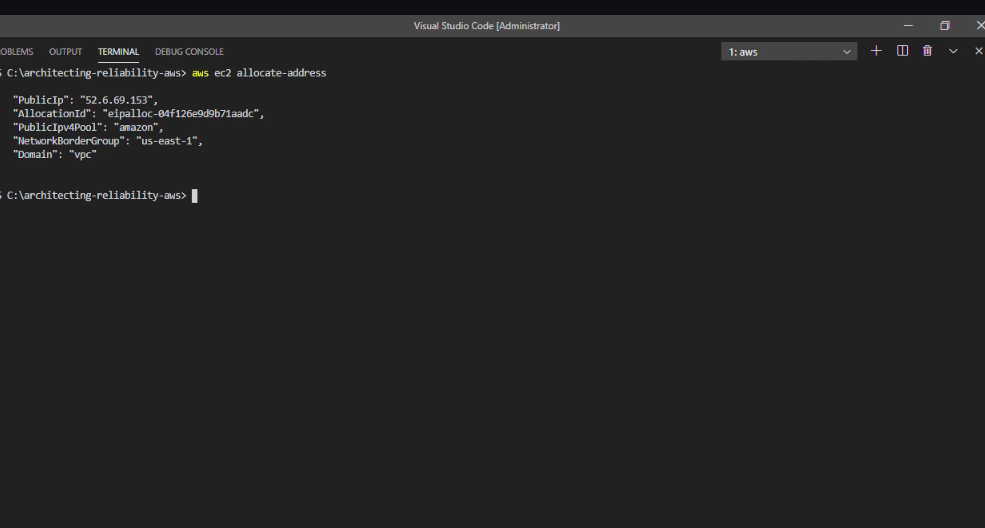 Visual Studio Code [Administrator]
OBLEMS OUTPUT TERMINAL DEBUG CONSOLE 1: aws
C:\architecting-reliability-aws> aws ec2 allocate-address
"PublicIp": "52.6.69.153",
"AllocationId": "eipalloc-04f126e9d9b71aadc",
"PublicIpv4Pool": "amazon",
"NetworkBorderGroup": "us-east-1",
"Domain": "vpc"
C:\architecting-reliability-aws>